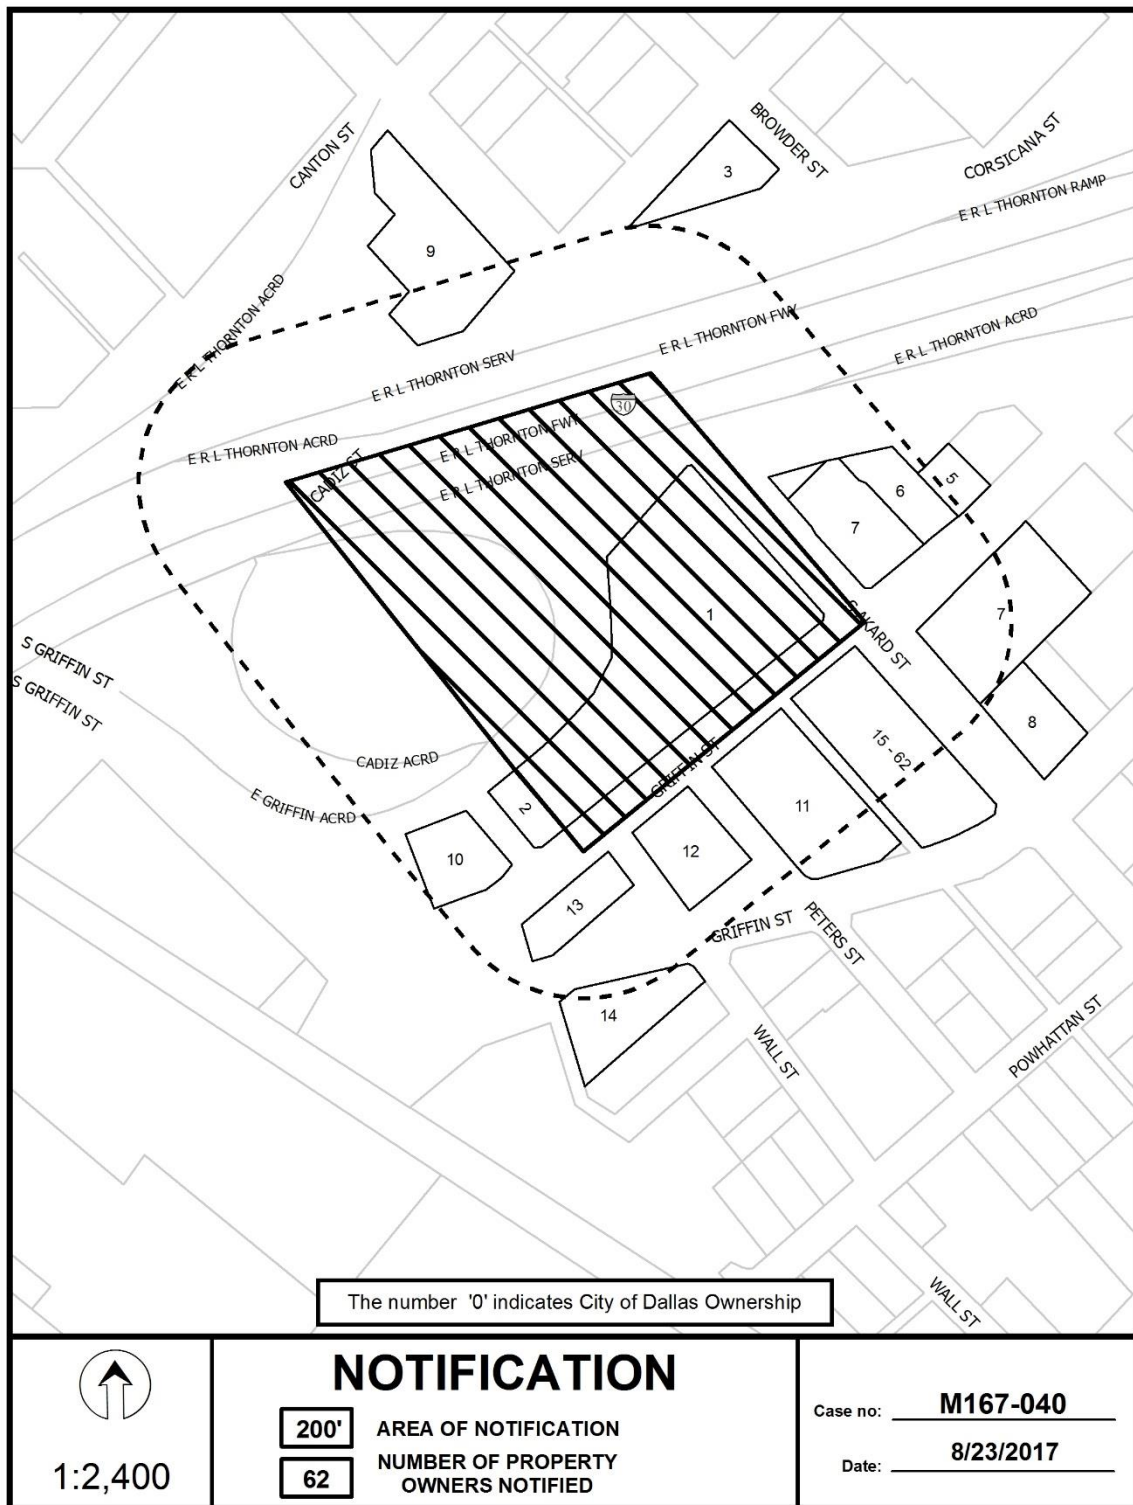 BROWDER ST
CORSICANA ST
CANTON ST
3
E R L THORNTON RAMP
9
E R L THORNTON ACRD
E R L THORNTON FWY
E R L THORNTON ACRD
E R L THORNTON SERV
30
E R L THORNTON ACRD
E R L THORNTON FWY
CADIZ ST
E R L THORNTON SERV
5
6
7
1
7
S AKARD ST
S GRIFFIN ST
S GRIFFIN ST
8
15 - 62
CADIZ ACRD
GRIFFIN ST
E GRIFFIN ACRD
2
11
12
10
13
GRIFFIN ST
PETERS ST
14
WALL ST
POWHATTAN ST
WALL ST
The number '0' indicates City of Dallas Ownership
1:2,400
NOTIFICATION
200' AREA OF NOTIFICATION
62 NUMBER OF PROPERTY
OWNERS NOTIFIED
Case no: M167-040
Date: 8/23/2017